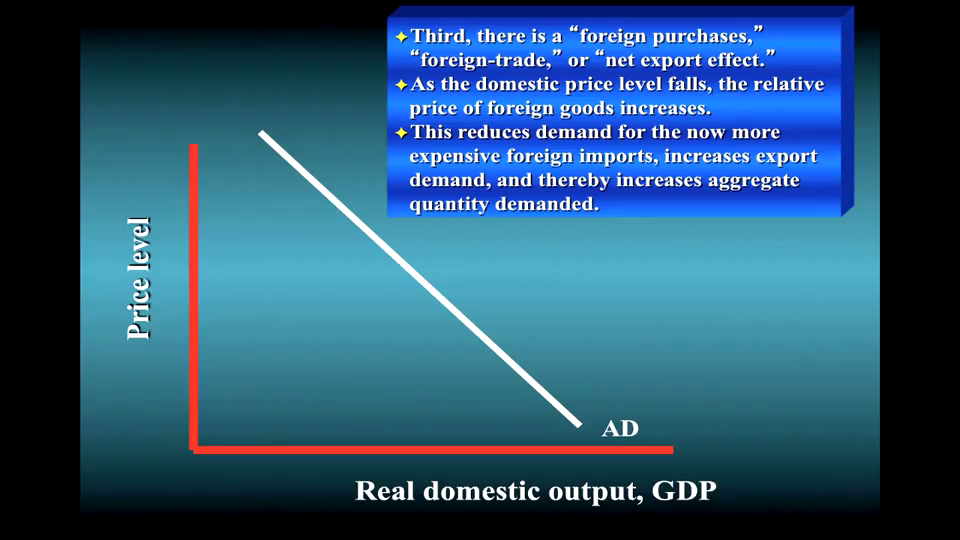 ✦Third, there is a “foreign purchases,”
“foreign-trade,” or “net export effect.”
✦As the domestic price level falls, the relative
price of foreign goods increases.
✦This reduces demand for the now more
expensive foreign imports, increases export
demand, and thereby increases aggregate
quantity demanded.
Price level
AD
Real domestic output, GDP